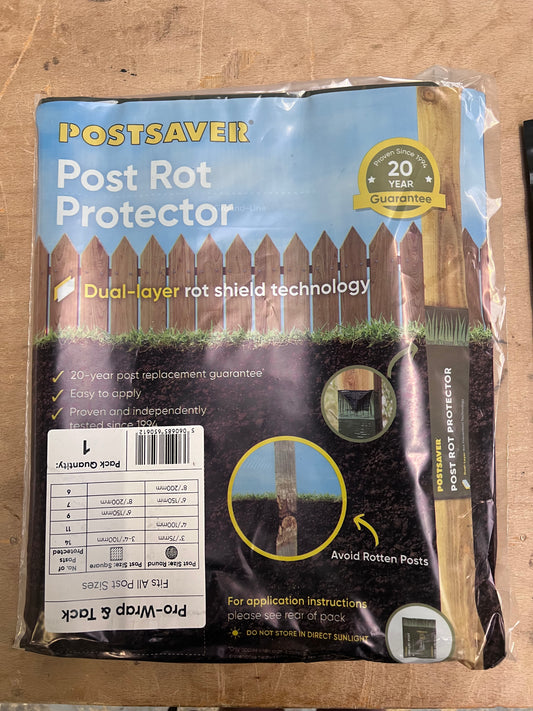 POSTSAVER®
Post Rot
Protector
Proven Since 1994
20
YEAR
Guarantee
Dual-layer rot shield technology
20-year post replacement guarantee*
Easy to apply
Proven and independently
tested since 1994
POSTSAVER
POST ROT PROTECTOR
Avoid Rotten Posts
For application instructions
please see rear of pack
DO NOT STORE IN DIRECT SUNLIGHT
Pro-Wrap & Tack
Fits All Post Sizes
Post Size: Round Post Size: Square No. of Posts Protected
3"/75mm 3-4"/100mm 14
4"/100mm 11
6"/150mm 9
6"/150mm 8"/200mm 7
8"/200mm 6
Pack Quantity: 1
5 060685 650612